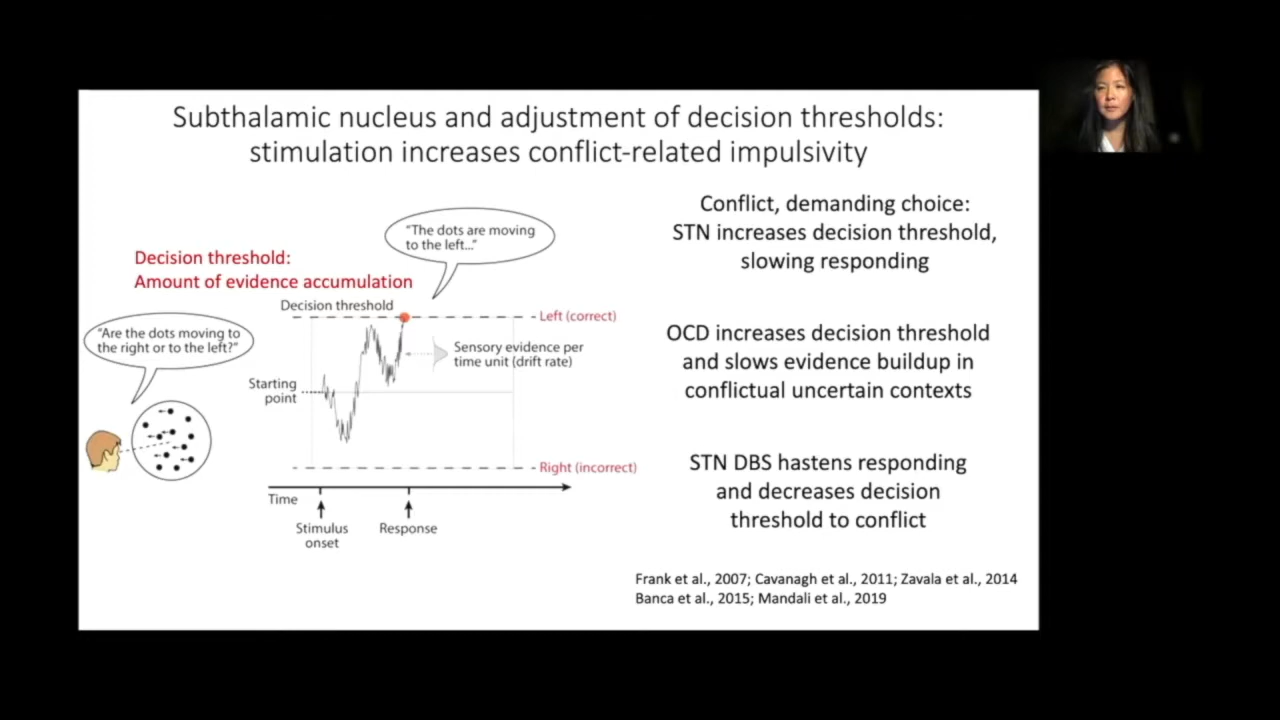 Subthalamic nucleus and adjustment of decision thresholds:
stimulation increases conflict-related impulsivity
Decision threshold:
Amount of evidence accumulation
"The dots are moving
to the left..."
"Are the dots moving to
the right or to the left?"
Decision threshold
Left (correct)
Sensory evidence per
time unit (drift rate)
Starting
point
Right (incorrect)
Time
Stimulus
onset
Response
Conflict, demanding choice:
STN increases decision threshold,
slowing responding
OCD increases decision threshold
and slows evidence buildup in
conflictual uncertain contexts
STN DBS hastens responding
and decreases decision
threshold to conflict
Frank et al., 2007; Cavanagh et al., 2011; Zavala et al., 2014
Banca et al., 2015; Mandali et al., 2019